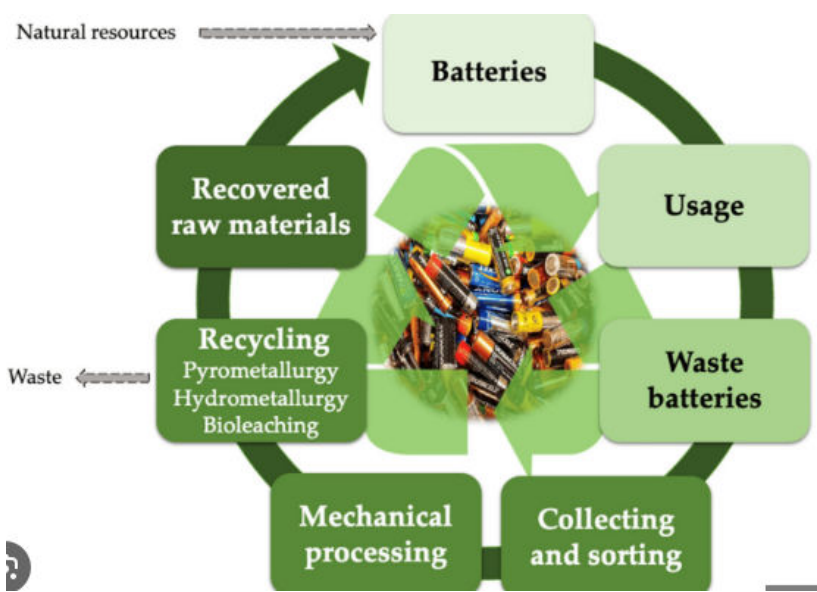 Natural resources
Batteries
Usage
Waste
batteries
Collecting
and sorting
Mechanical
processing
Recycling
Pyrometallurgy
Hydrometallurgy
Bioleaching
Waste
Recovered
raw materials